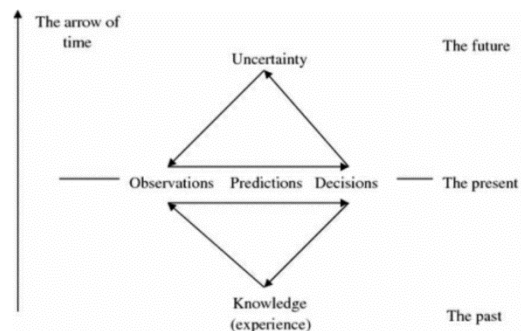 The arrow of
time
The future
Uncertainty
Observations Predictions Decisions
The present
Knowledge
(experience)
The past